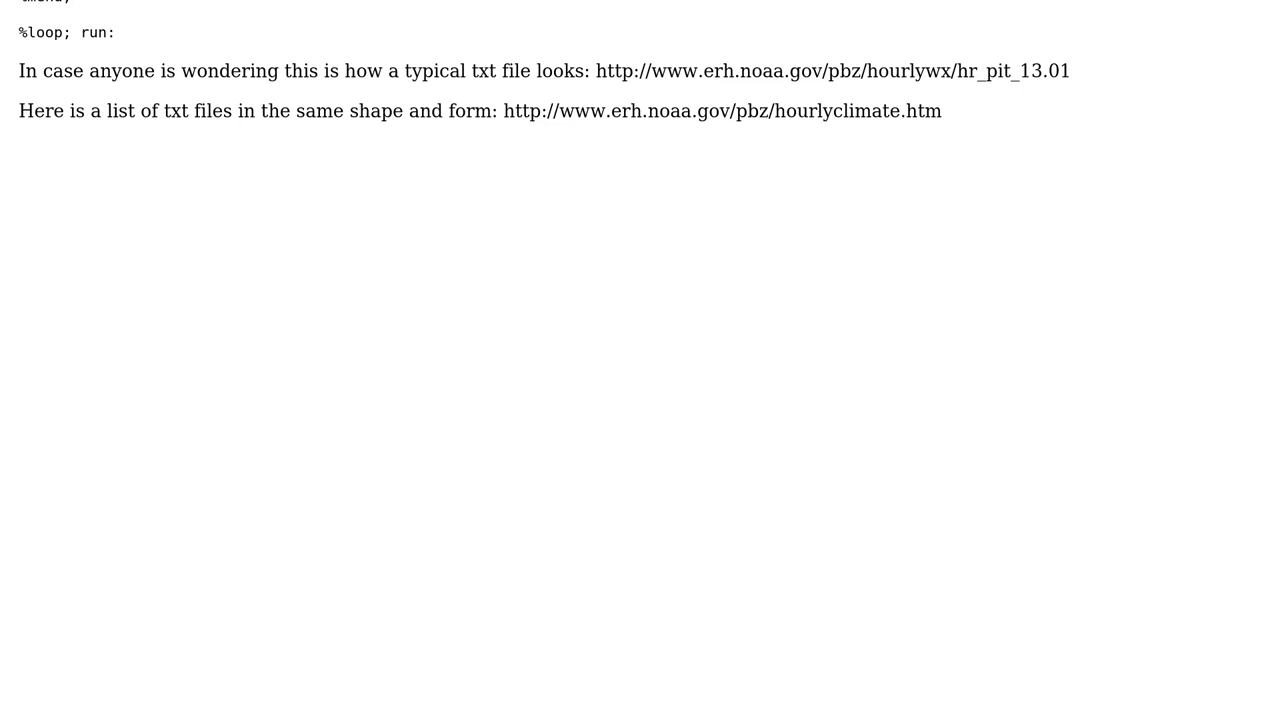 %loop; run:
In case anyone is wondering this is how a typical txt file looks: http://www.erh.noaa.gov/pbz/hourlywx/hr_pit_13.01
Here is a list of txt files in the same shape and form: http://www.erh.noaa.gov/pbz/hourlyclimate.htm